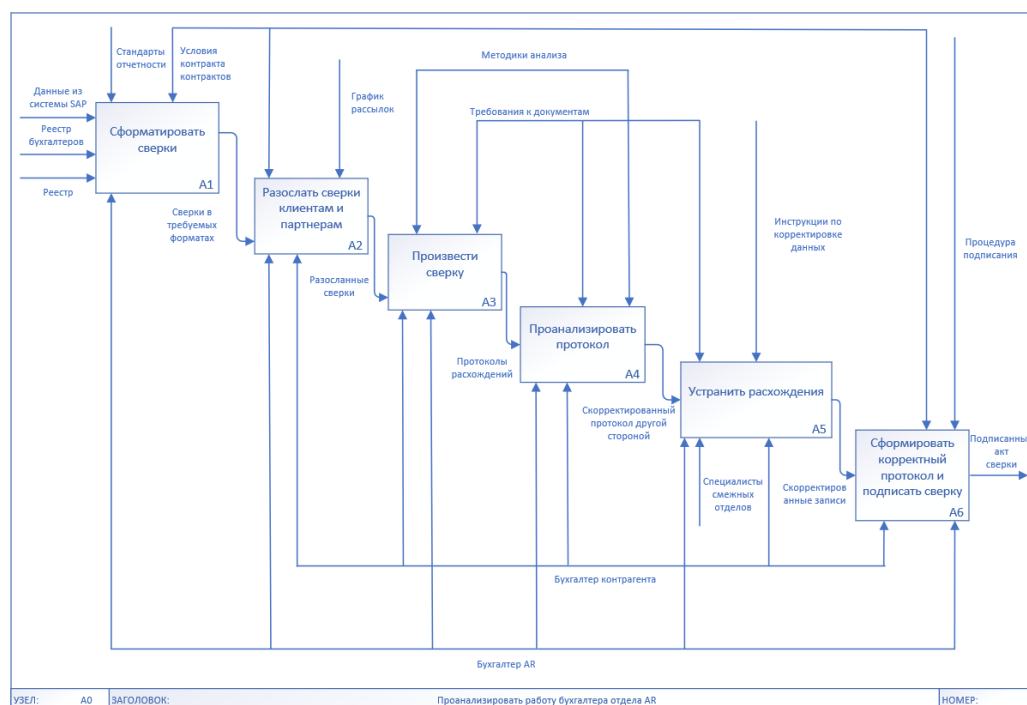 Стандарты
отчетности
Условия
контракта
контрактов
Методики анализа
Данные из
системы SAP
График
рассылок
Требования к документам
Реестр
бухгалтеров
Сформатировать
сверки
A1
Реестр
Разослать сверки
клиентам и
партнерам
A2
Сверки в
требуемых
форматах
Инструкции по
корректировке
данных
Процедура
подписания
Произвести
сверку
A3
Разосланные
сверки
Проанализировать
протокол
A4
Протоколы
расхождений
Устранить расхождения
A5
Скорректированный
протокол другой
стороной
Сформировать
корректный
протокол и
подписать сверку
A6
Подписанны
акт
сверки
Специалисты
смежных
отделов
Скорректиров
анные записи
Бухгалтер контрагента
Бухгалтер AR
УЗЕЛ: A0 ЗАГОЛОВОК: Проанализировать работу бухгалтера отдела AR НОМЕР: